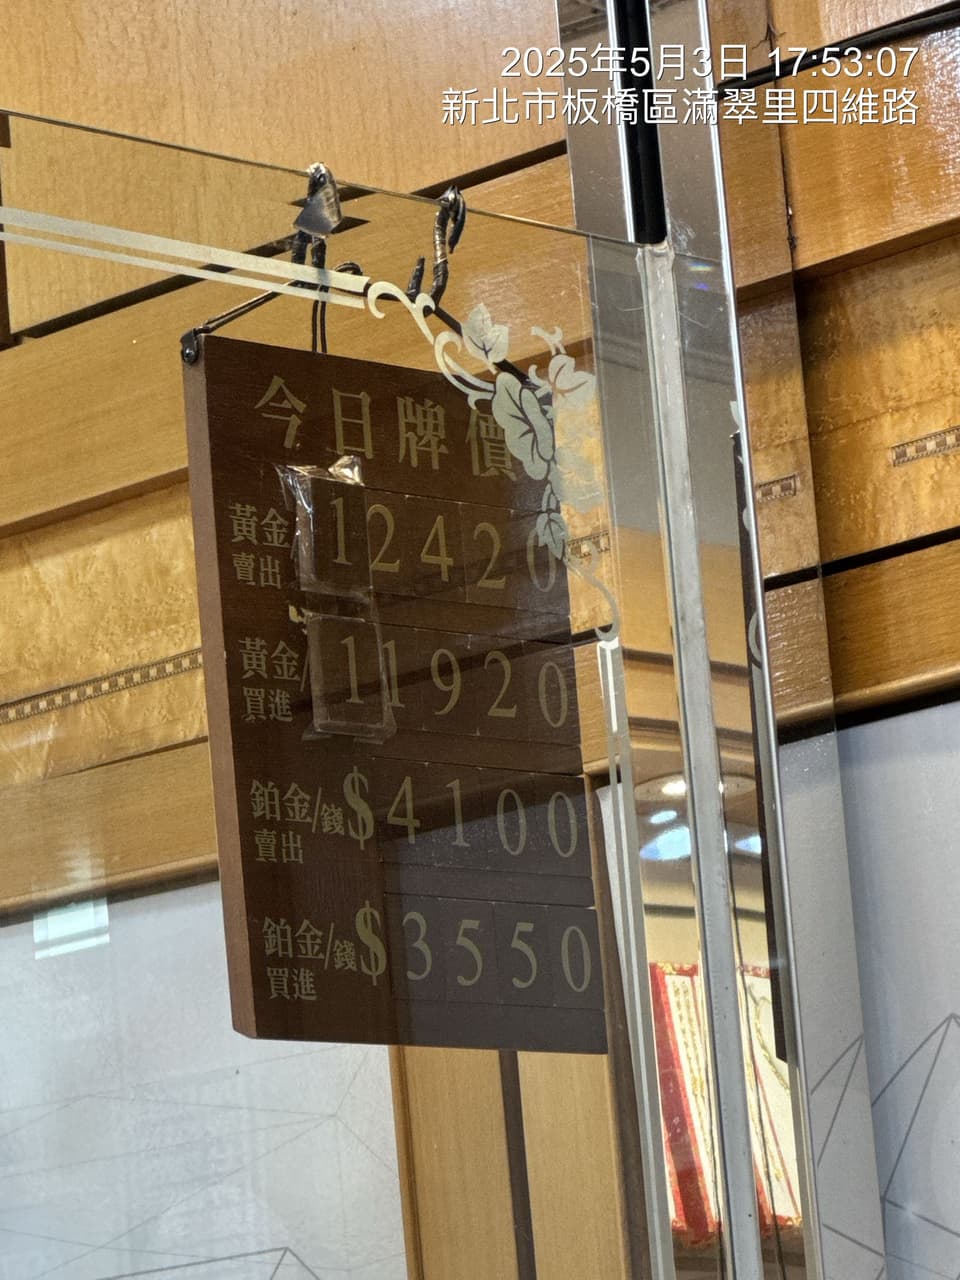 2025年5月3日 17:53:07
新北市板橋區滿翠里四維路
今日牌價
黃金/ 12420
賣出
黃金/ 11920
買進
鉑金/錢$4100
賣出
鉑金/錢$3550
買進